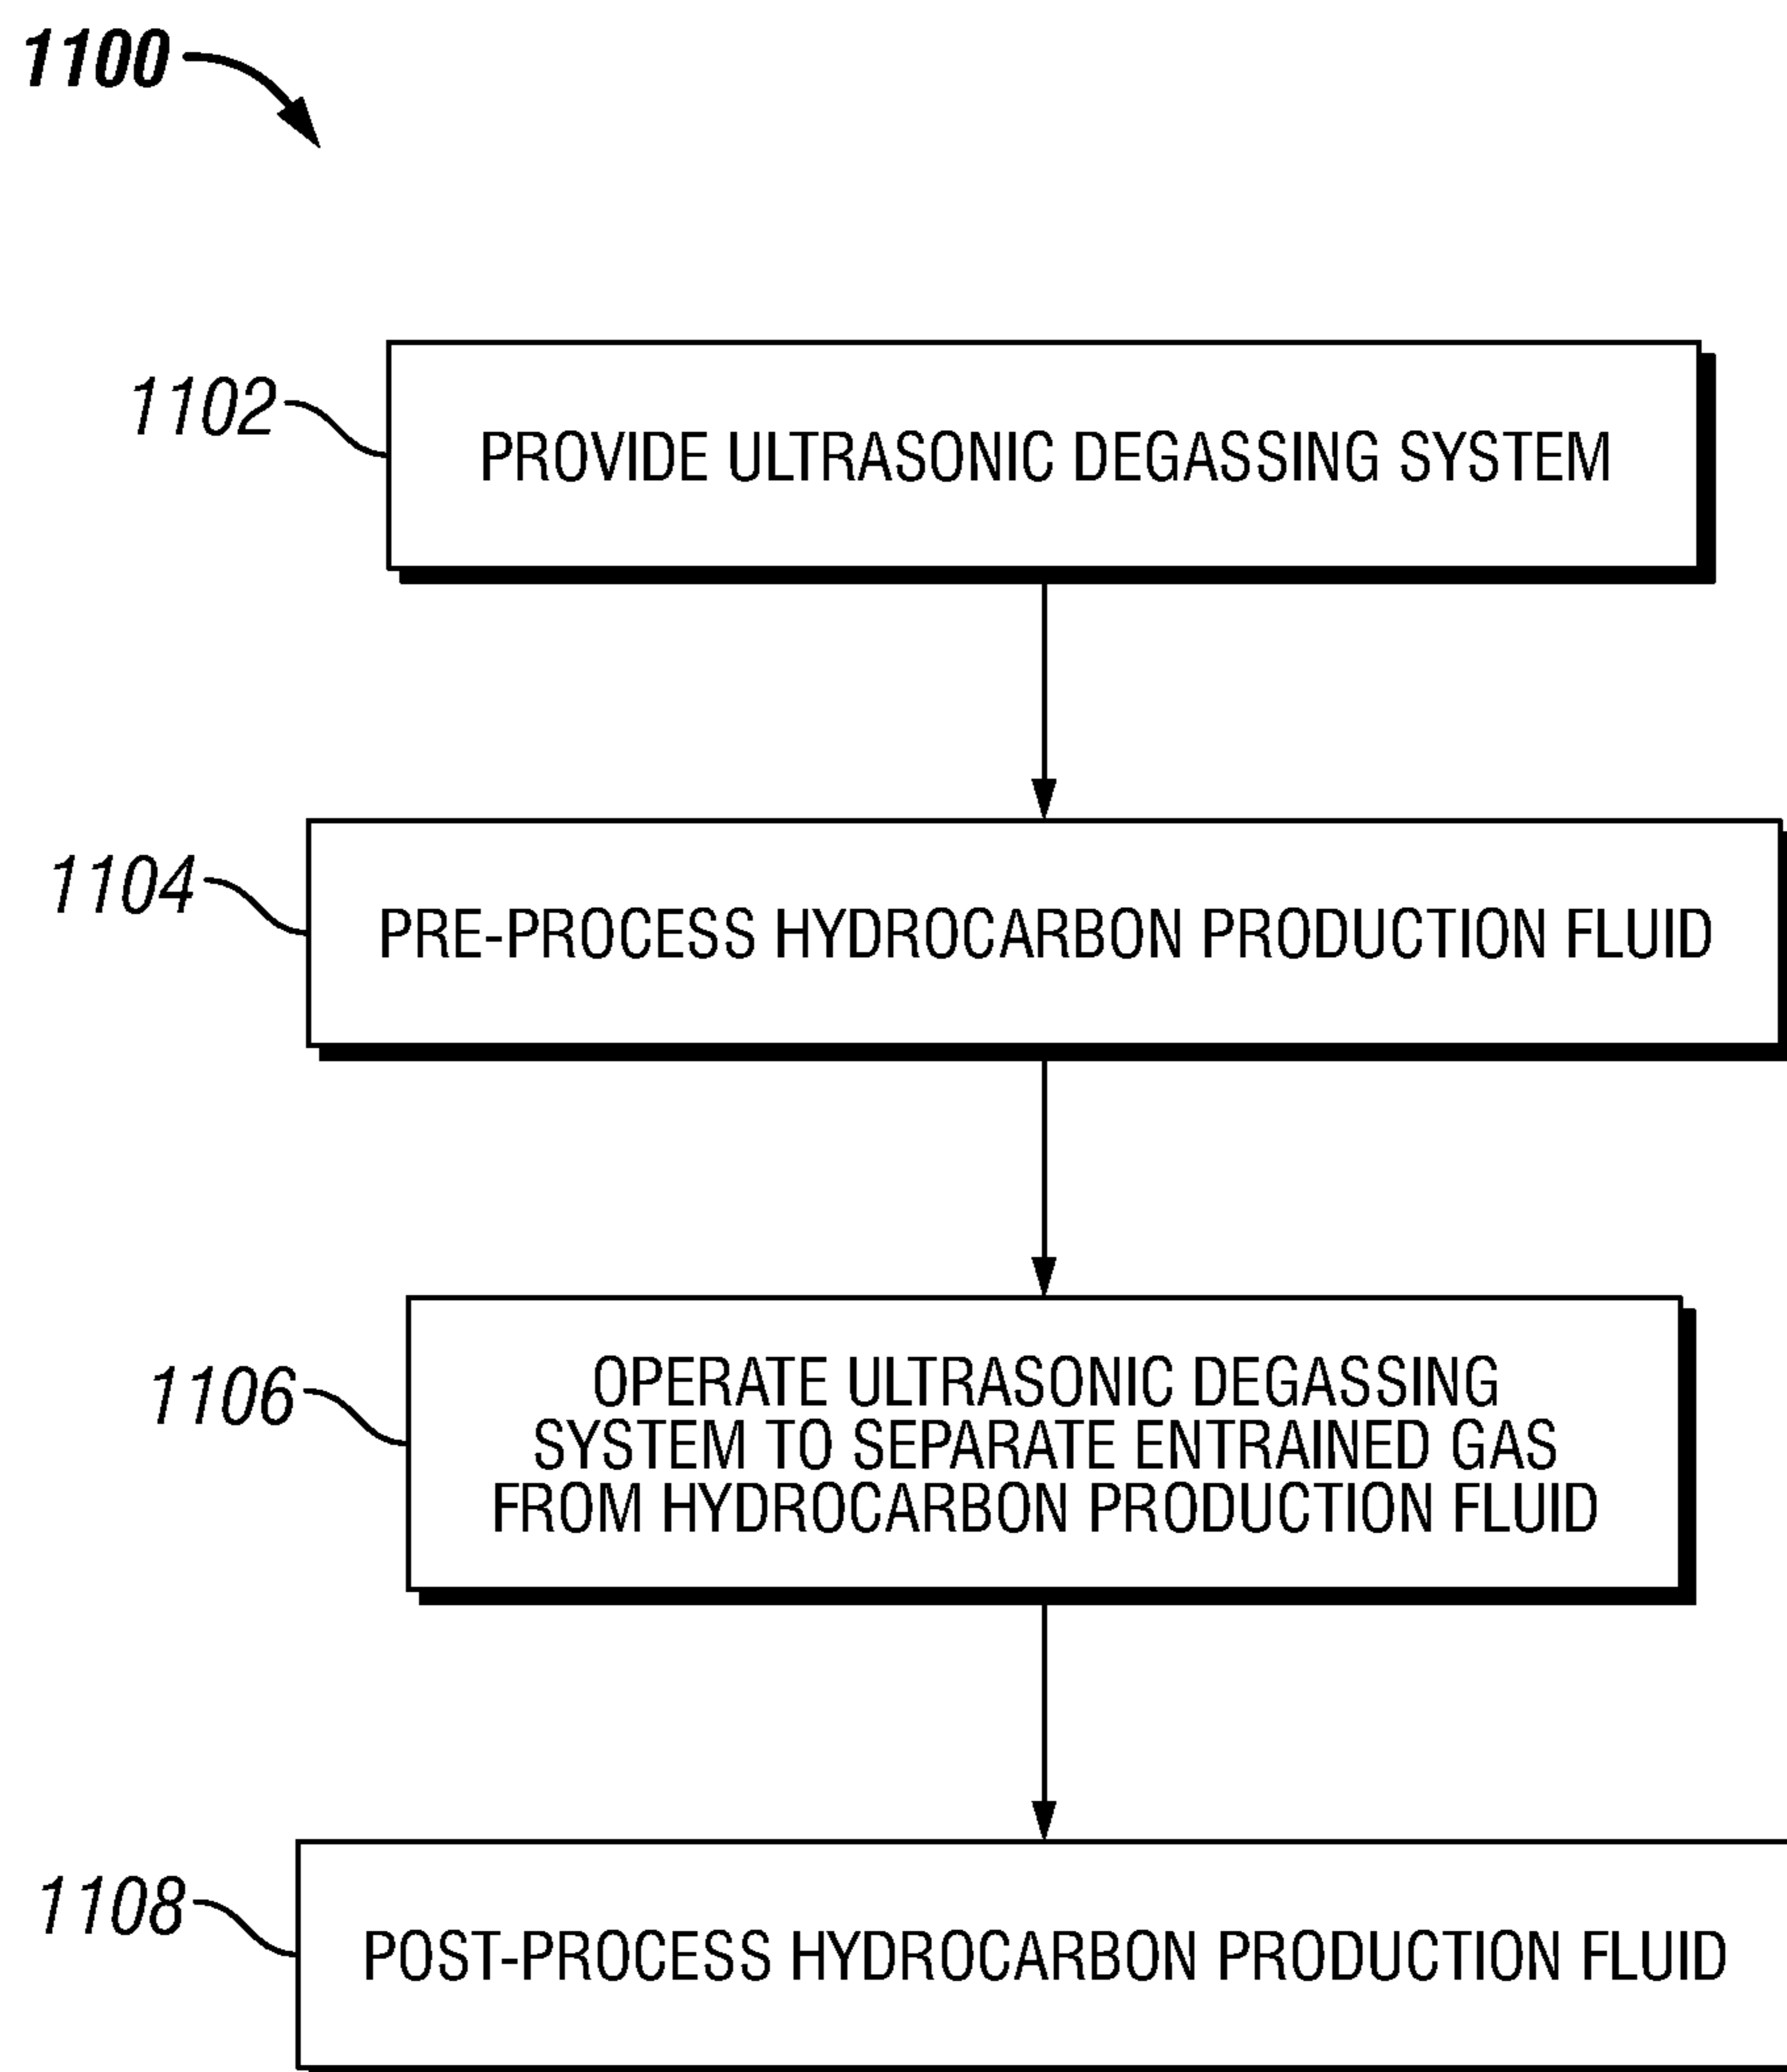 1100
1102
PROVIDE ULTRASONIC DEGASSING SYSTEM
1104
PRE-PROCESS HYDROCARBON PRODUCTION FLUID
1106
OPERATE ULTRASONIC DEGASSING
SYSTEM TO SEPARATE ENTRAINED GAS
FROM HYDROCARBON PRODUCTION FLUID
1108
POST-PROCESS HYDROCARBON PRODUCTION FLUID